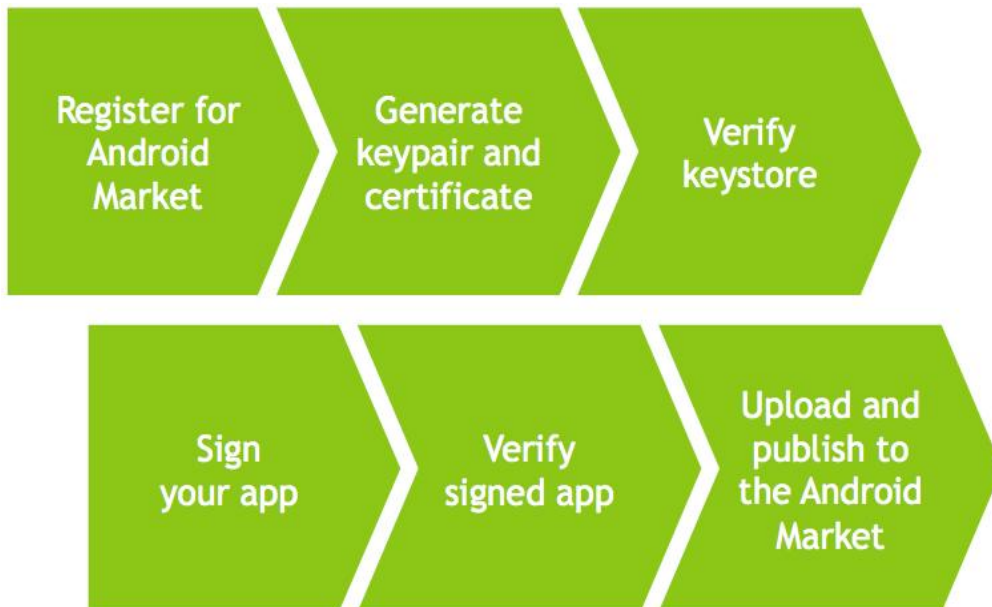 Register for
Android
Market
Generate
keypair and
certificate
Verify
keystore
Sign
your app
Verify
signed app
Upload and
publish to
the Android
Market